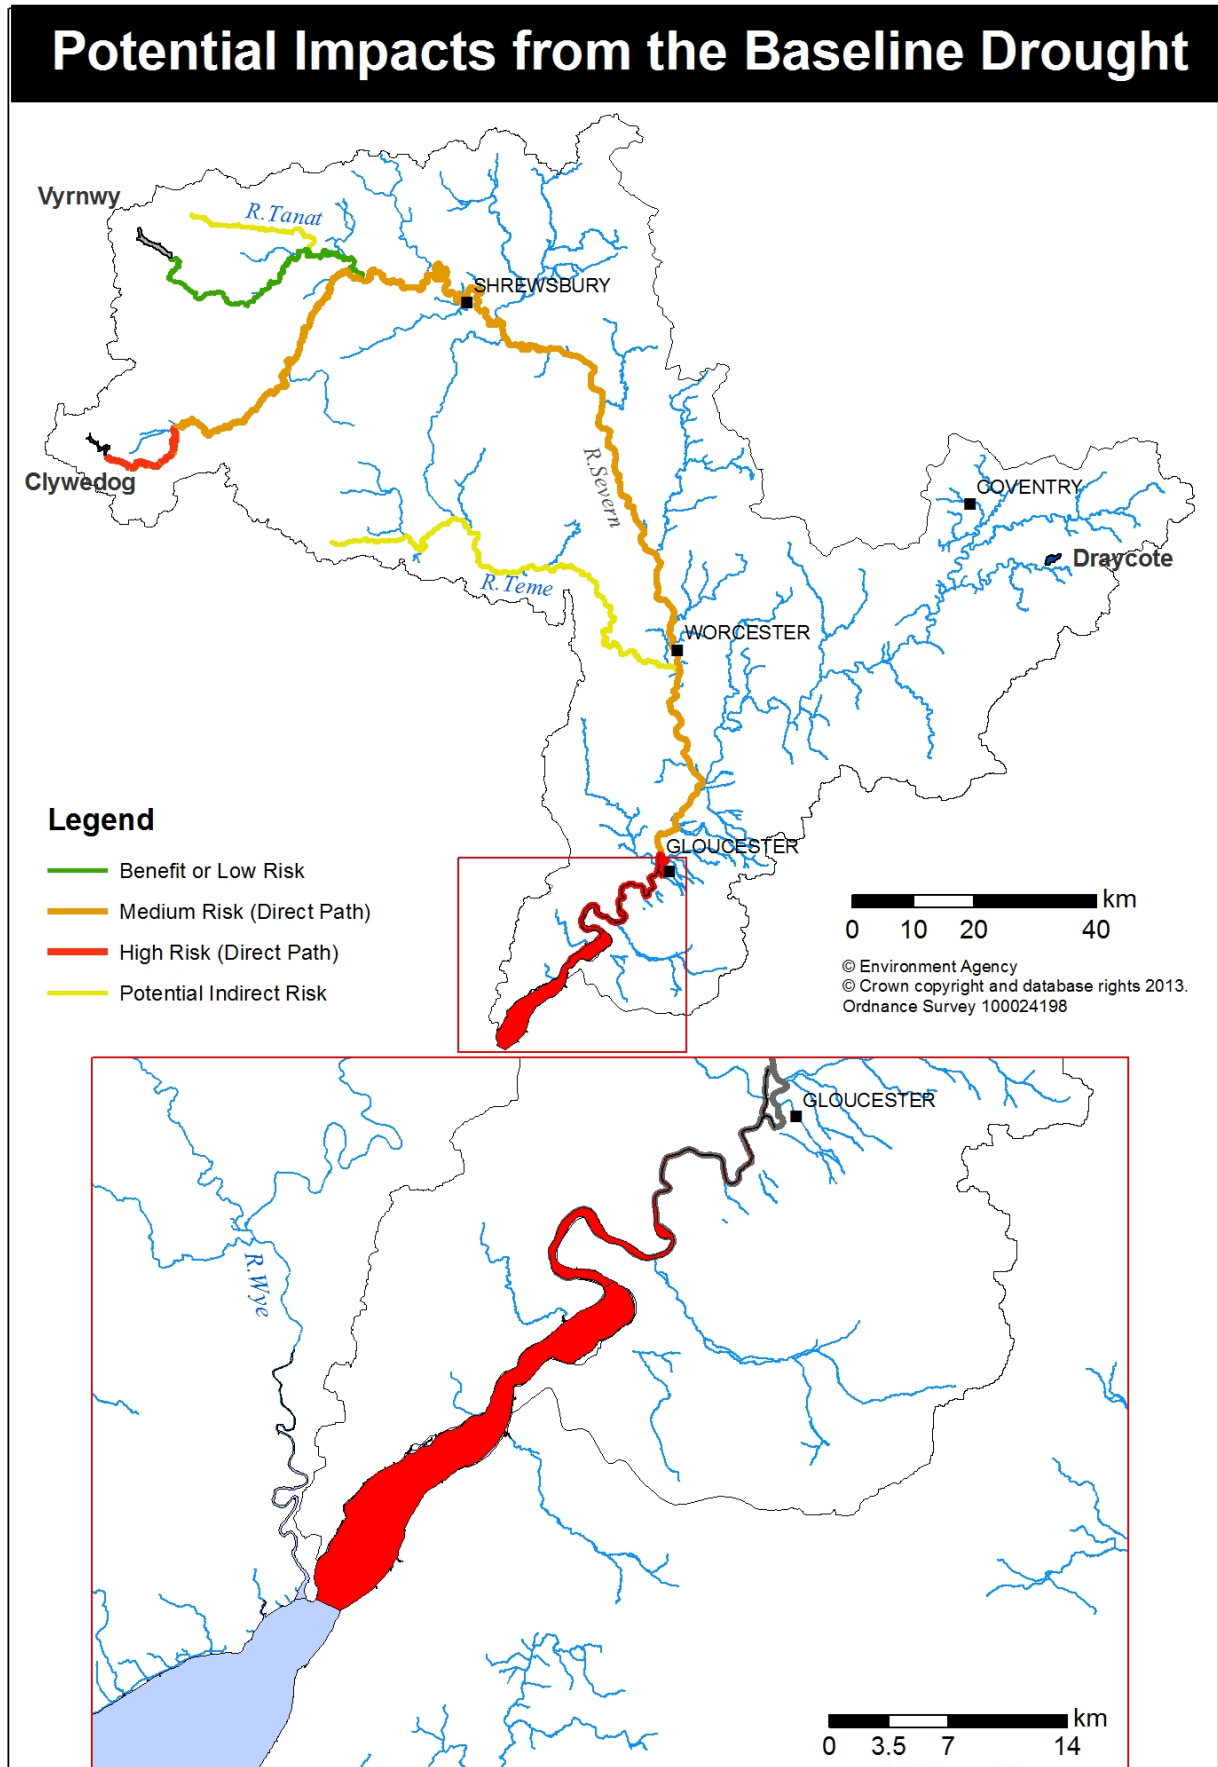 Potential Impacts from the Baseline Drought
Vyrnwy
R.Tanat
SHREWSBURY
Clywedog
R.Severn
COVENTRY
Draycote
R.Teme
WORCESTER
Legend
Benefit or Low Risk
Medium Risk (Direct Path)
High Risk (Direct Path)
Potential Indirect Risk
GLOUCESTER
km
0 10 20 40
© Environment Agency
© Crown copyright and database rights 2013.
Ordnance Survey 100024198
GLOUCESTER
R.Wye
km
0 3.5 7 14